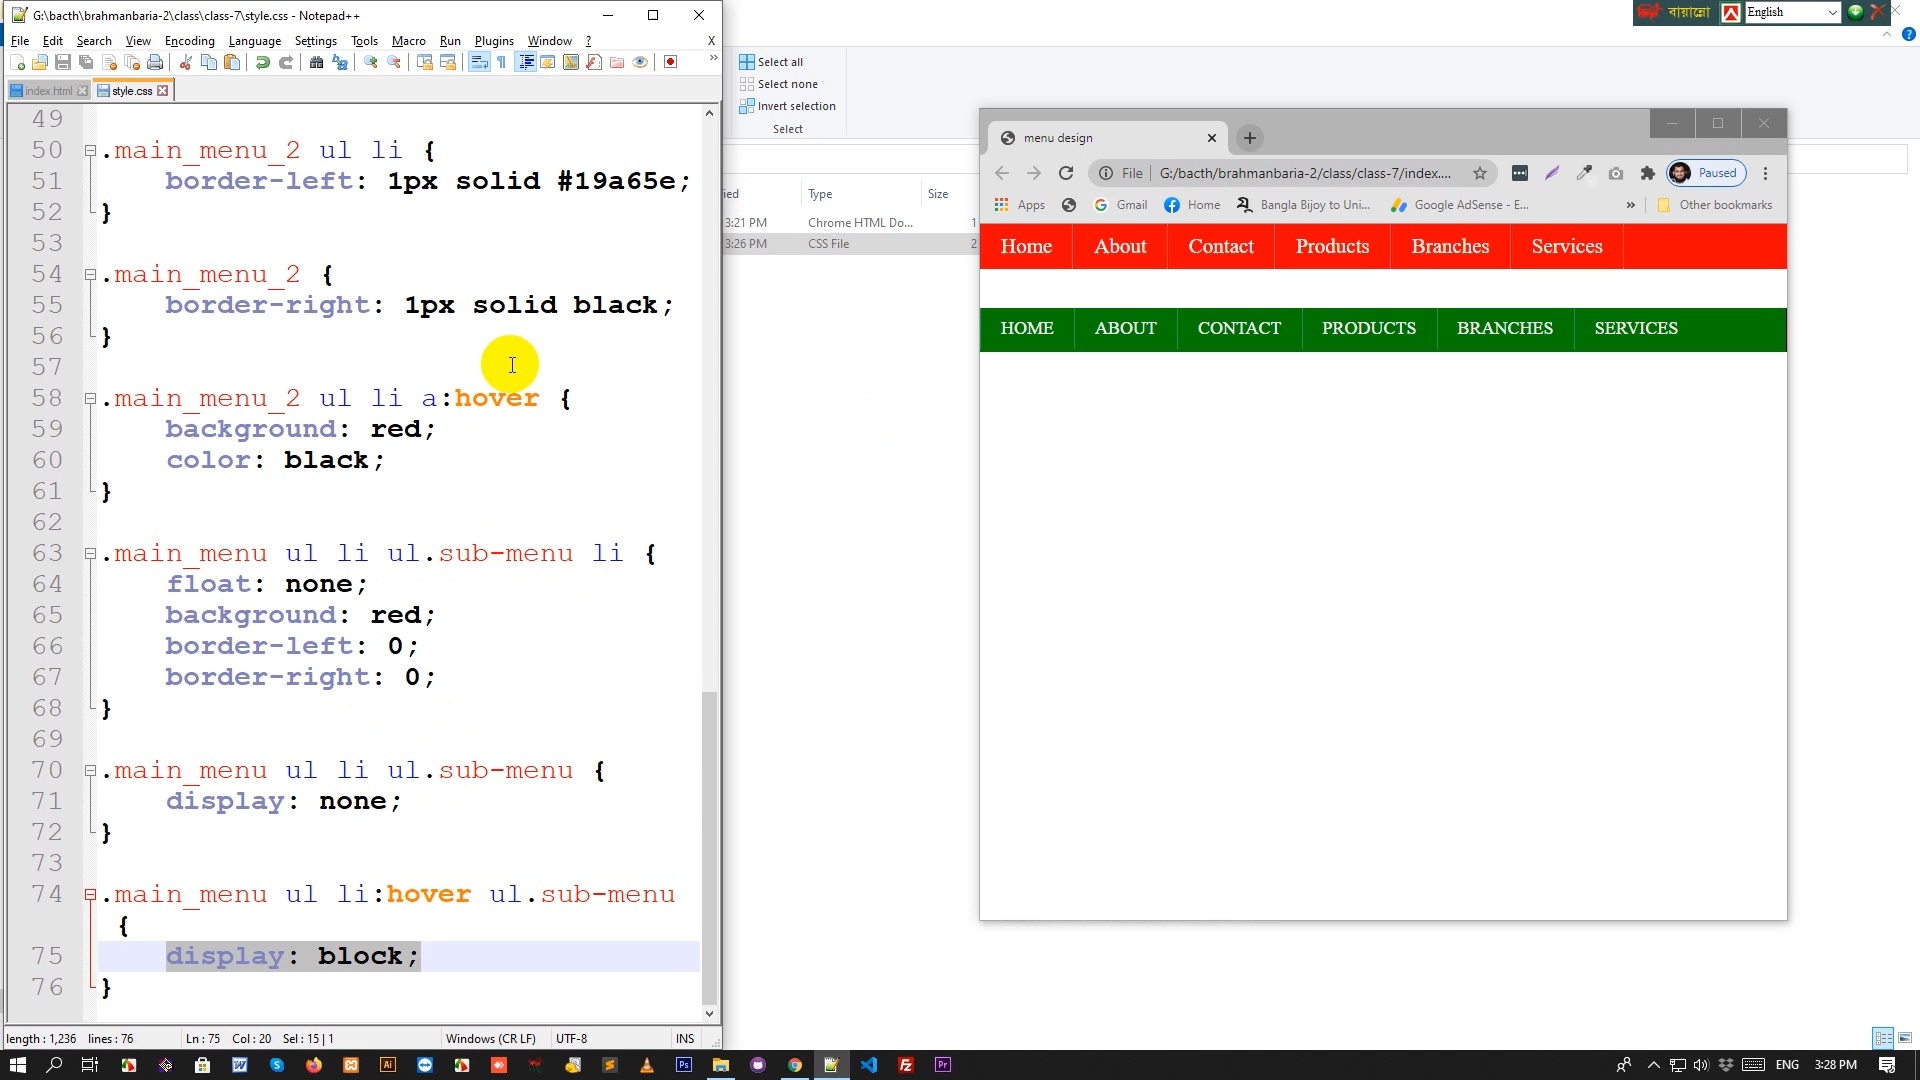 G:\bacth\brahmanbaria-2\class\class-7\style.css - Notepad++
File Edit Search View Encoding Language Settings Tools Macro Run Plugins Window ? X
index.html style.css
49
50 .main_menu_2 ul li {
51 border-left: 1px solid #19a65e;
52 }
53
54 .main_menu_2 {
55 border-right: 1px solid black;
56 }
57
58 .main_menu_2 ul li a:hover {
59 background: red;
60 color: black;
61 }
62
63 .main_menu ul li ul.sub-menu li {
64 float: none;
65 background: red;
66 border-left: 0;
67 border-right: 0;
68 }
69
70 .main_menu ul li ul.sub-menu {
71 display: none;
72 }
73
74 .main_menu ul li:hover ul.sub-menu
{
75 display: block;
76 }
length : 1,236 lines : 76 Ln : 75 Col : 20 Sel : 15 | 1 Windows (CR LF) UTF-8 INS
বায়ান্নো English
Select all
Select none
Invert selection
Select
Type Size
3:21 PM Chrome HTML Do... 1
3:26 PM CSS File 2
menu design
File G:/bacth/brahmanbaria-2/class/class-7/index.... Paused
Apps Gmail Home Bangla Bijoy to Uni... Google AdSense - E... » Other bookmarks
Home About Contact Products Branches Services
HOME ABOUT CONTACT PRODUCTS BRANCHES SERVICES
ENG 3:28 PM